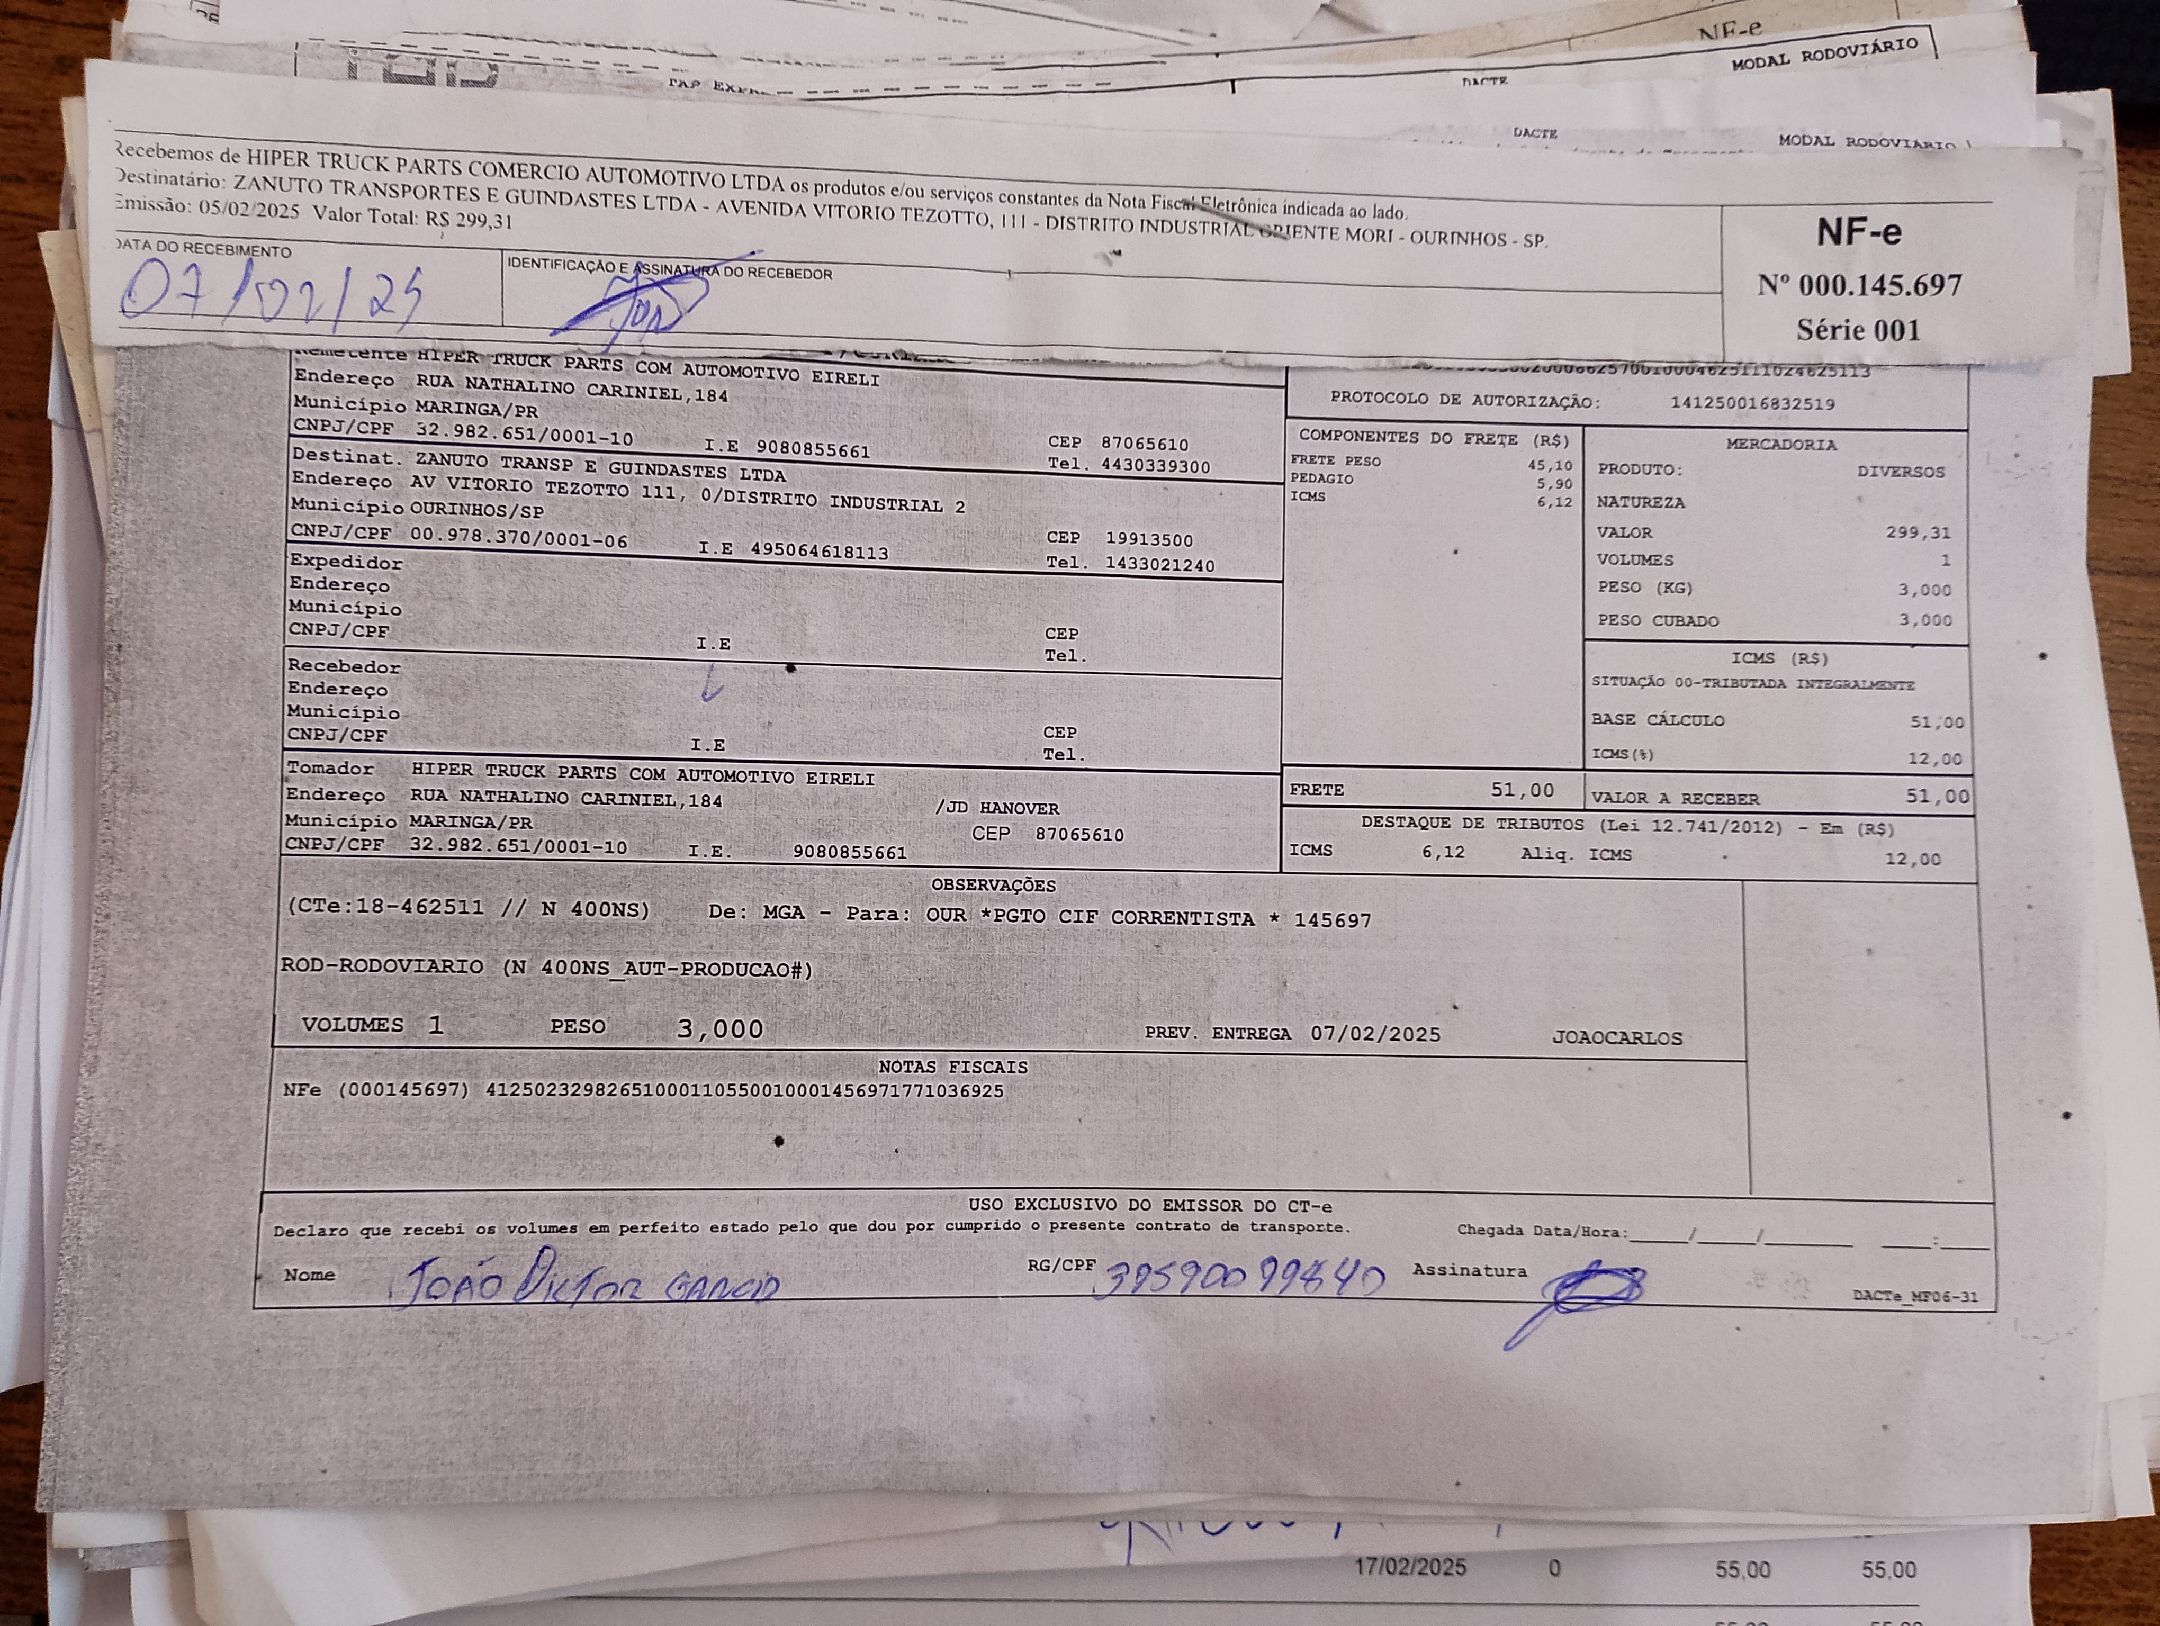 NF-e
MODAL RODOVIÁRIO
DACTE
DACTE
MODAL RODOVIARIO
Recebemos de HIPER TRUCK PARTS COMERCIO AUTOMOTIVO LTDA os produtos e/ou serviços constantes da Nota Fiscal Eletrônica indicada ao lado.
Destinatário: ZANUTO TRANSPORTES E GUINDASTES LTDA - AVENIDA VITORIO TEZOTTO, 111 - DISTRITO INDUSTRIAL ORIENTE MORI - OURINHOS - SP.
Emissão: 05/02/2025 Valor Total: R$ 299,31
DATA DO RECEBIMENTO
07/02/25
IDENTIFICAÇÃO E ASSINATURA DO RECEBEDOR
NF-e
Nº 000.145.697
Série 001
Remetente HIPER TRUCK PARTS COM AUTOMOTIVO EIRELI
Endereço RUA NATHALINO CARINIEL,184
Município MARINGA/PR
CNPJ/CPF 32.982.651/0001-10 I.E 9080855661 CEP 87065610
Tel. 4430339300
Destinat. ZANUTO TRANSP E GUINDASTES LTDA
Endereço AV VITORIO TEZOTTO 111, 0/DISTRITO INDUSTRIAL 2
Município OURINHOS/SP
CNPJ/CPF 00.978.370/0001-06 I.E 495064618113 CEP 19913500
Tel. 1433021240
Expedidor
Endereço
Município
CNPJ/CPF I.E CEP
Tel.
Recebedor
Endereço
Município
CNPJ/CPF I.E CEP
Tel.
Tomador HIPER TRUCK PARTS COM AUTOMOTIVO EIRELI
Endereço RUA NATHALINO CARINIEL,184 /JD HANOVER
Município MARINGA/PR CEP 87065610
CNPJ/CPF 32.982.651/0001-10 I.E. 9080855661
PROTOCOLO DE AUTORIZAÇÃO: 141250016832519
COMPONENTES DO FRETE (R$)
FRETE PESO 45,10
PEDAGIO 5,90
ICMS 6,12
MERCADORIA
PRODUTO: DIVERSOS
NATUREZA
VALOR 299,31
VOLUMES 1
PESO (KG) 3,000
PESO CUBADO 3,000
ICMS (R$)
SITUAÇÃO 00-TRIBUTADA INTEGRALMENTE
BASE CÁLCULO 51,00
ICMS(%) 12,00
FRETE 51,00
VALOR A RECEBER 51,00
DESTAQUE DE TRIBUTOS (Lei 12.741/2012) - Em (R$)
ICMS 6,12 Aliq. ICMS 12,00
OBSERVAÇÕES
(CTe:18-462511 // N 400NS) De: MGA - Para: OUR *PGTO CIF CORRENTISTA * 145697
ROD-RODOVIARIO (N 400NS_AUT-PRODUCAO#)
VOLUMES 1 PESO 3,000 PREV. ENTREGA 07/02/2025 JOAOCARLOS
NOTAS FISCAIS
NFe (000145697) 41250232982651000110550010001456971771036925
USO EXCLUSIVO DO EMISSOR DO CT-e
Declaro que recebi os volumes em perfeito estado pelo que dou por cumprido o presente contrato de transporte. Chegada Data/Hora:_____/_____/________ ____:____
Nome JOÃO VICTOR GARCIA RG/CPF 39590099840 Assinatura
DACTe_MF06-31
17/02/2025 0 55,00 55,00